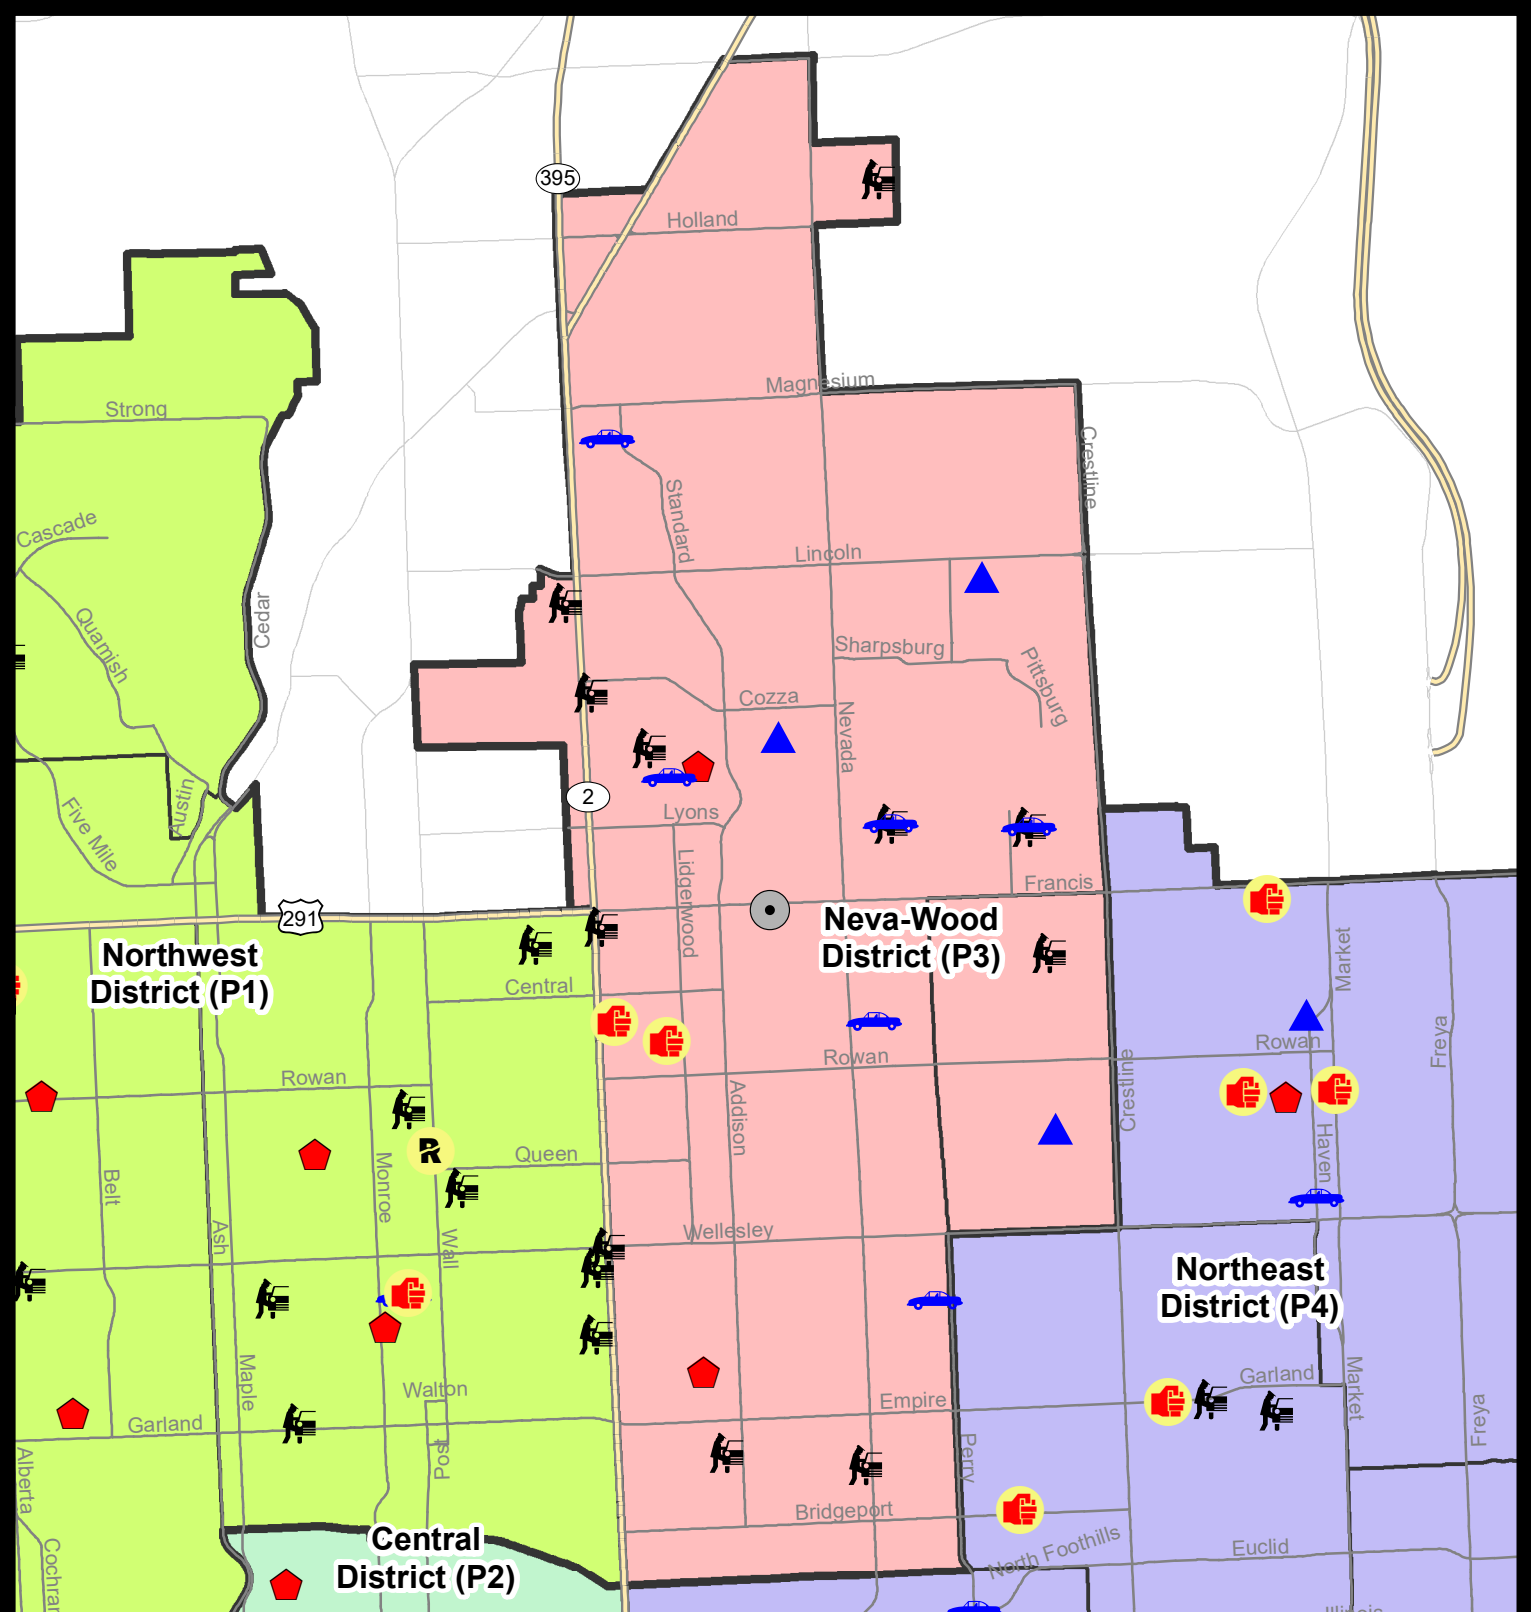 395
Holland
Magnesium
Strong
Crestline
Standard
Cascade
Lincoln
Cedar
Quamish
Sharpsburg
Pittsburg
Cozza
Nevada
2
Austin
Five Mile
Lyons
Lidgerwood
Francis
291
Neva-Wood
District (P3)
Northwest
District (P1)
Market
Central
Freya
Rowan
Rowan
Rowan
Crestline
Addison
R
Queen
Monroe
Haven
Belt
Ash
Wall
Wellesley
Northeast
District (P4)
Maple
Walton
Empire
Garland
Market
Garland
Freya
Post
Perry
Alberta
Bridgeport
Central
District (P2)
North Foothills
Euclid
Cochran
Illinois